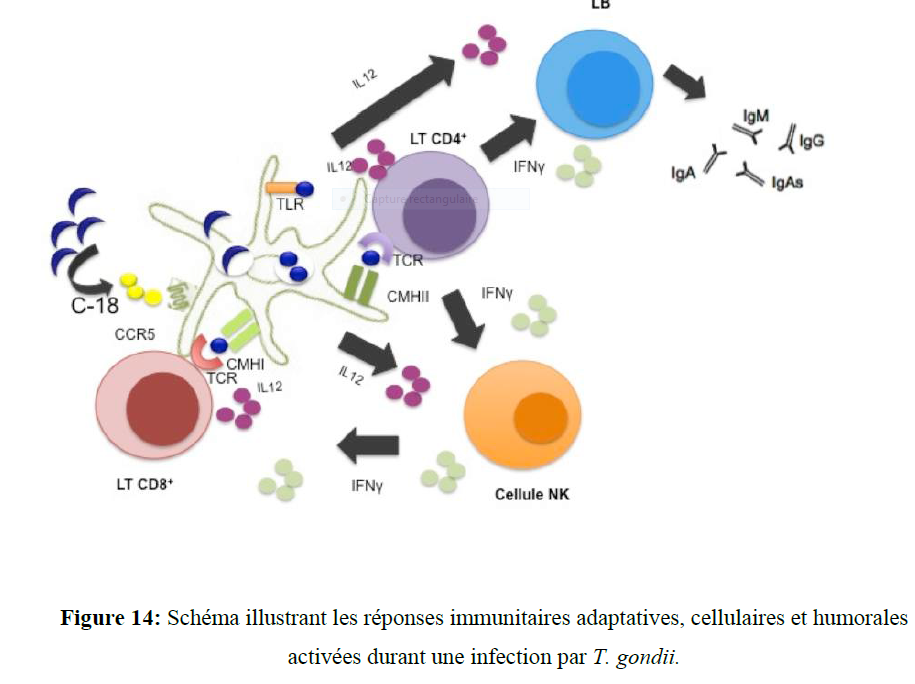 LB
IL12
LT CD4⁺
IL12
IFNγ
IgM
IgG
IgA
IgAs
TLR
Capture rectangulaire
TCR
CMHII
C-18
CCR5
IFNγ
CMHI
TCR
IL12
IL12
LT CD8⁺
IFNγ
Cellule NK
Figure 14: Schéma illustrant les réponses immunitaires adaptatives, cellulaires et humorales
activées durant une infection par T. gondii.